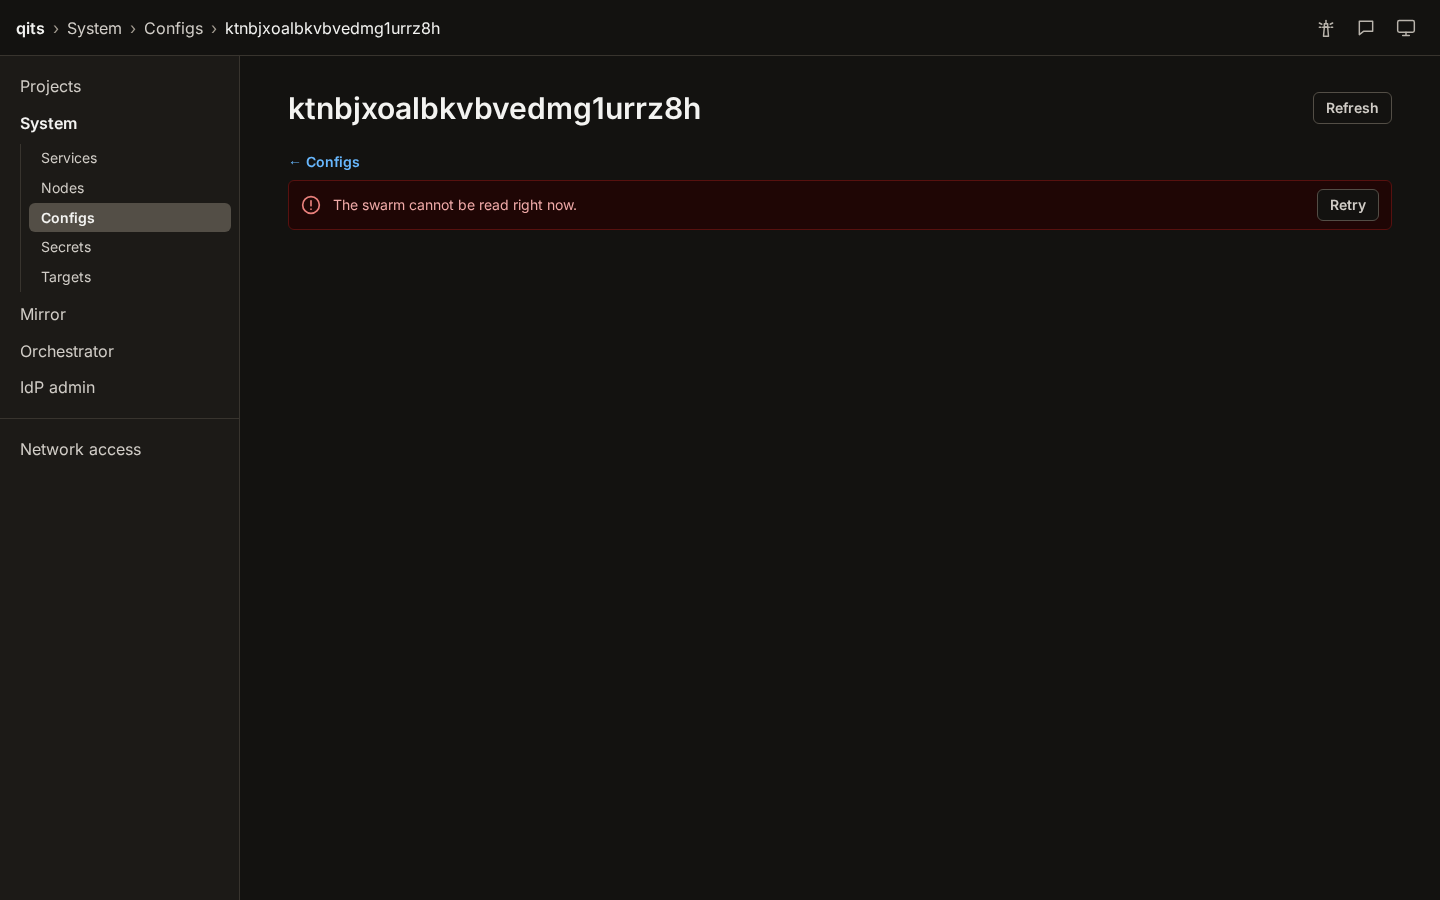 qits › System › Configs › ktnbjxoalbkvbvedmg1urrz8h
Projects
System
Services
Nodes
Configs
Secrets
Targets
Mirror
Orchestrator
IdP admin
Network access
ktnbjxoalbkvbvedmg1urrz8h
Refresh
← Configs
The swarm cannot be read right now.
Retry